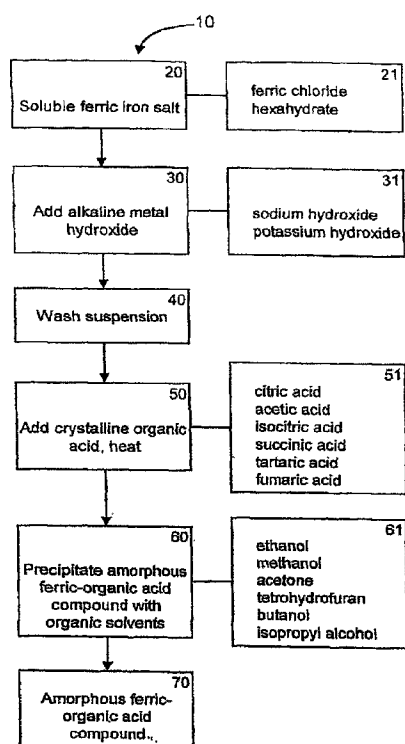 10
20
Soluble ferric iron salt
21
ferric chloride
hexahydrate
30
Add alkaline metal
hydroxide
31
sodium hydroxide
potassium hydroxide
40
Wash suspension
50
Add crystalline organic
acid, heat
51
citric acid
acetic acid
isocitric acid
succinic acid
tartaric acid
fumaric acid
60
Precipitate amorphous
ferric-organic acid
compound with
organic solvents
61
ethanol
methanol
acetone
tetrohydrofuran
butanol
isopropyl alcohol
70
Amorphous ferric-
organic acid
compound.